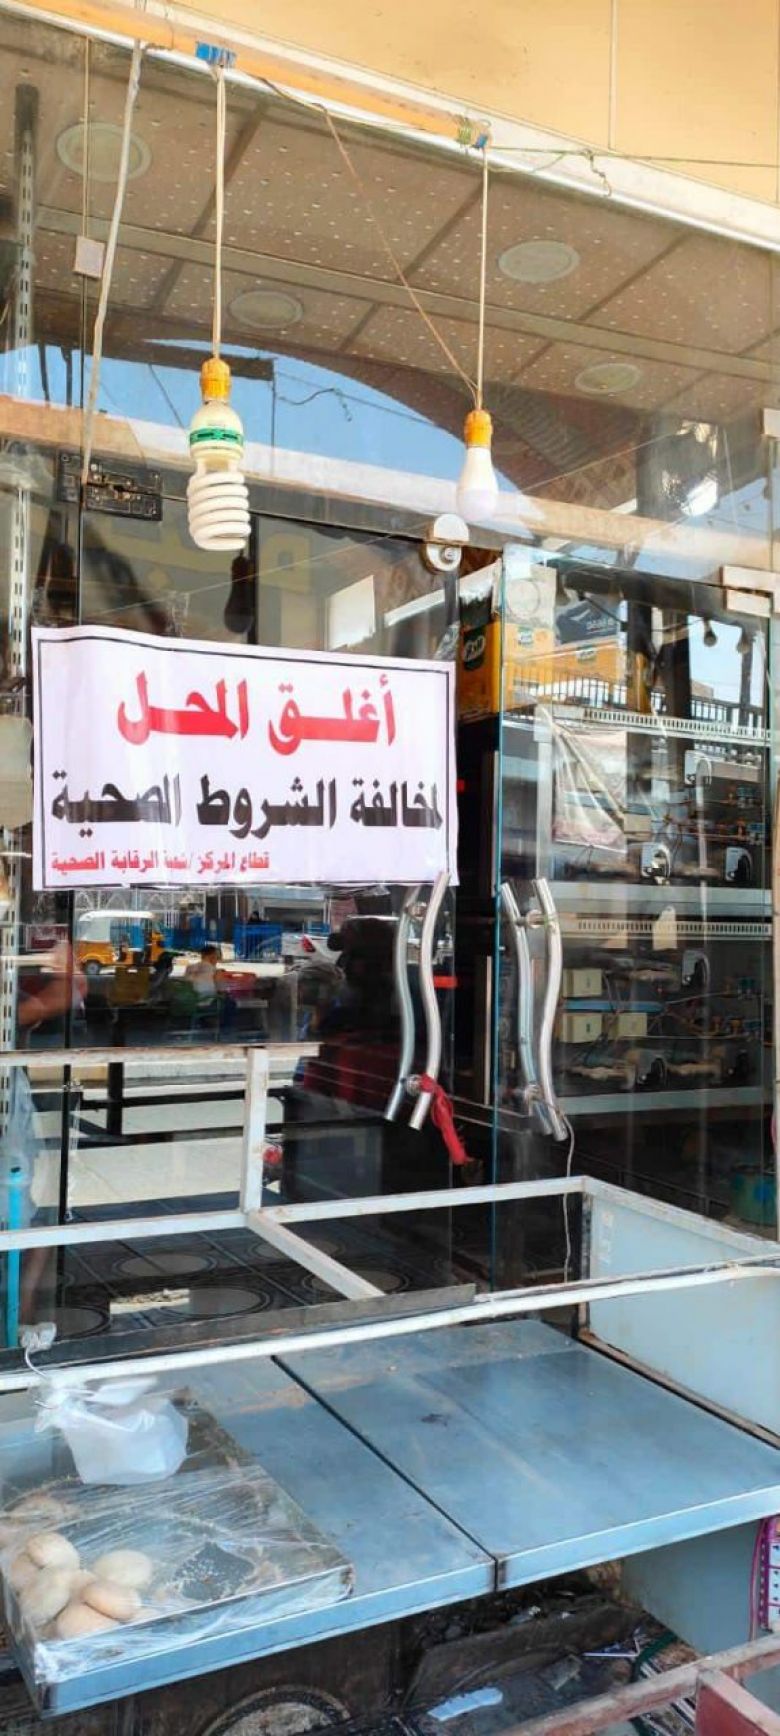 أغلق المحل
لمخالفة الشروط الصحية
قطاع المركز / شعبة الرقابة الصحية